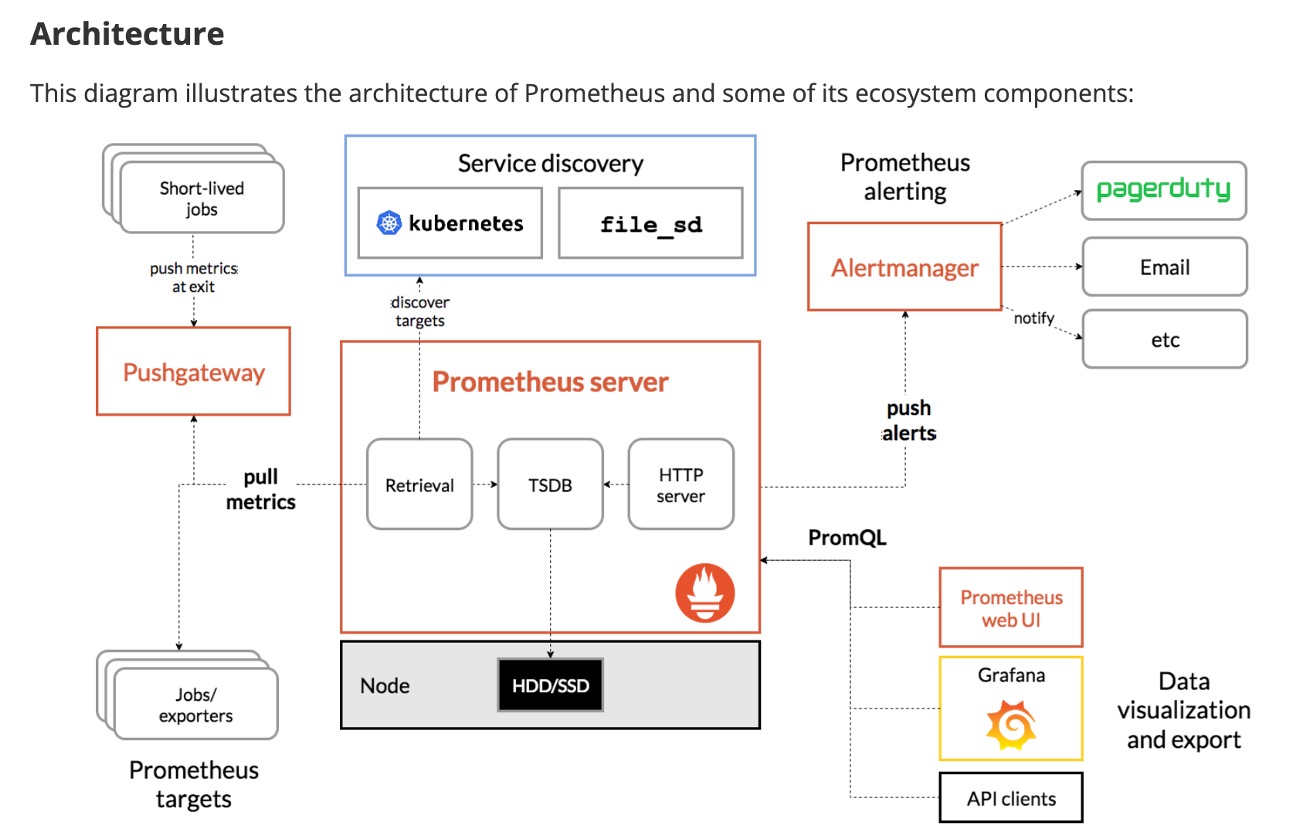 Architecture
This diagram illustrates the architecture of Prometheus and some of its ecosystem components:
Short-lived
jobs
push metrics
at exit
Pushgateway
pull
metrics
Jobs/
exporters
Prometheus
targets
Service discovery
kubernetes
file_sd
discover
targets
Prometheus server
Retrieval
TSDB
HTTP
server
Node
HDD/SSD
Prometheus
alerting
Alertmanager
pagerduty
Email
notify
etc
push
alerts
PromQL
Prometheus
web UI
Grafana
API clients
Data
visualization
and export